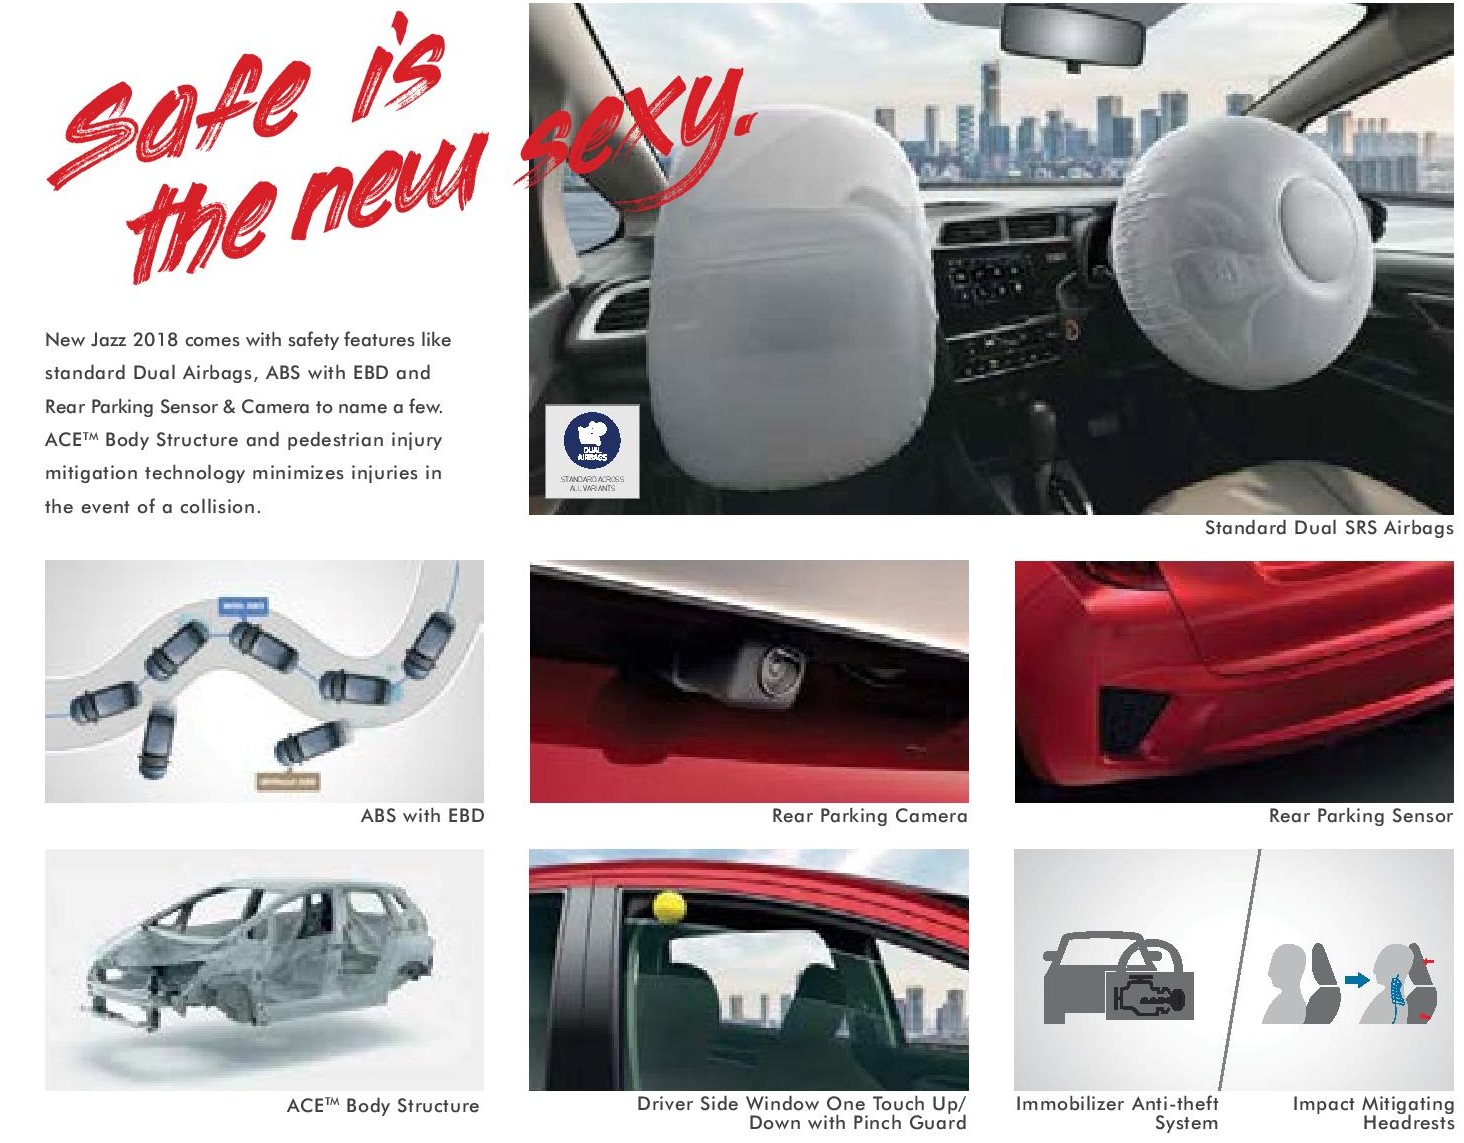 Safe is
the new sexy.
New Jazz 2018 comes with safety features like
standard Dual Airbags, ABS with EBD and
Rear Parking Sensor & Camera to name a few.
ACE™ Body Structure and pedestrian injury
mitigation technology minimizes injuries in
the event of a collision.
DUAL
AIRBAGS
STANDARD ACROSS
ALL VARIANTS
Standard Dual SRS Airbags
ABS with EBD
Rear Parking Camera
Rear Parking Sensor
ACE™ Body Structure
Driver Side Window One Touch Up/
Down with Pinch Guard
Immobilizer Anti-theft
System
Impact Mitigating
Headrests